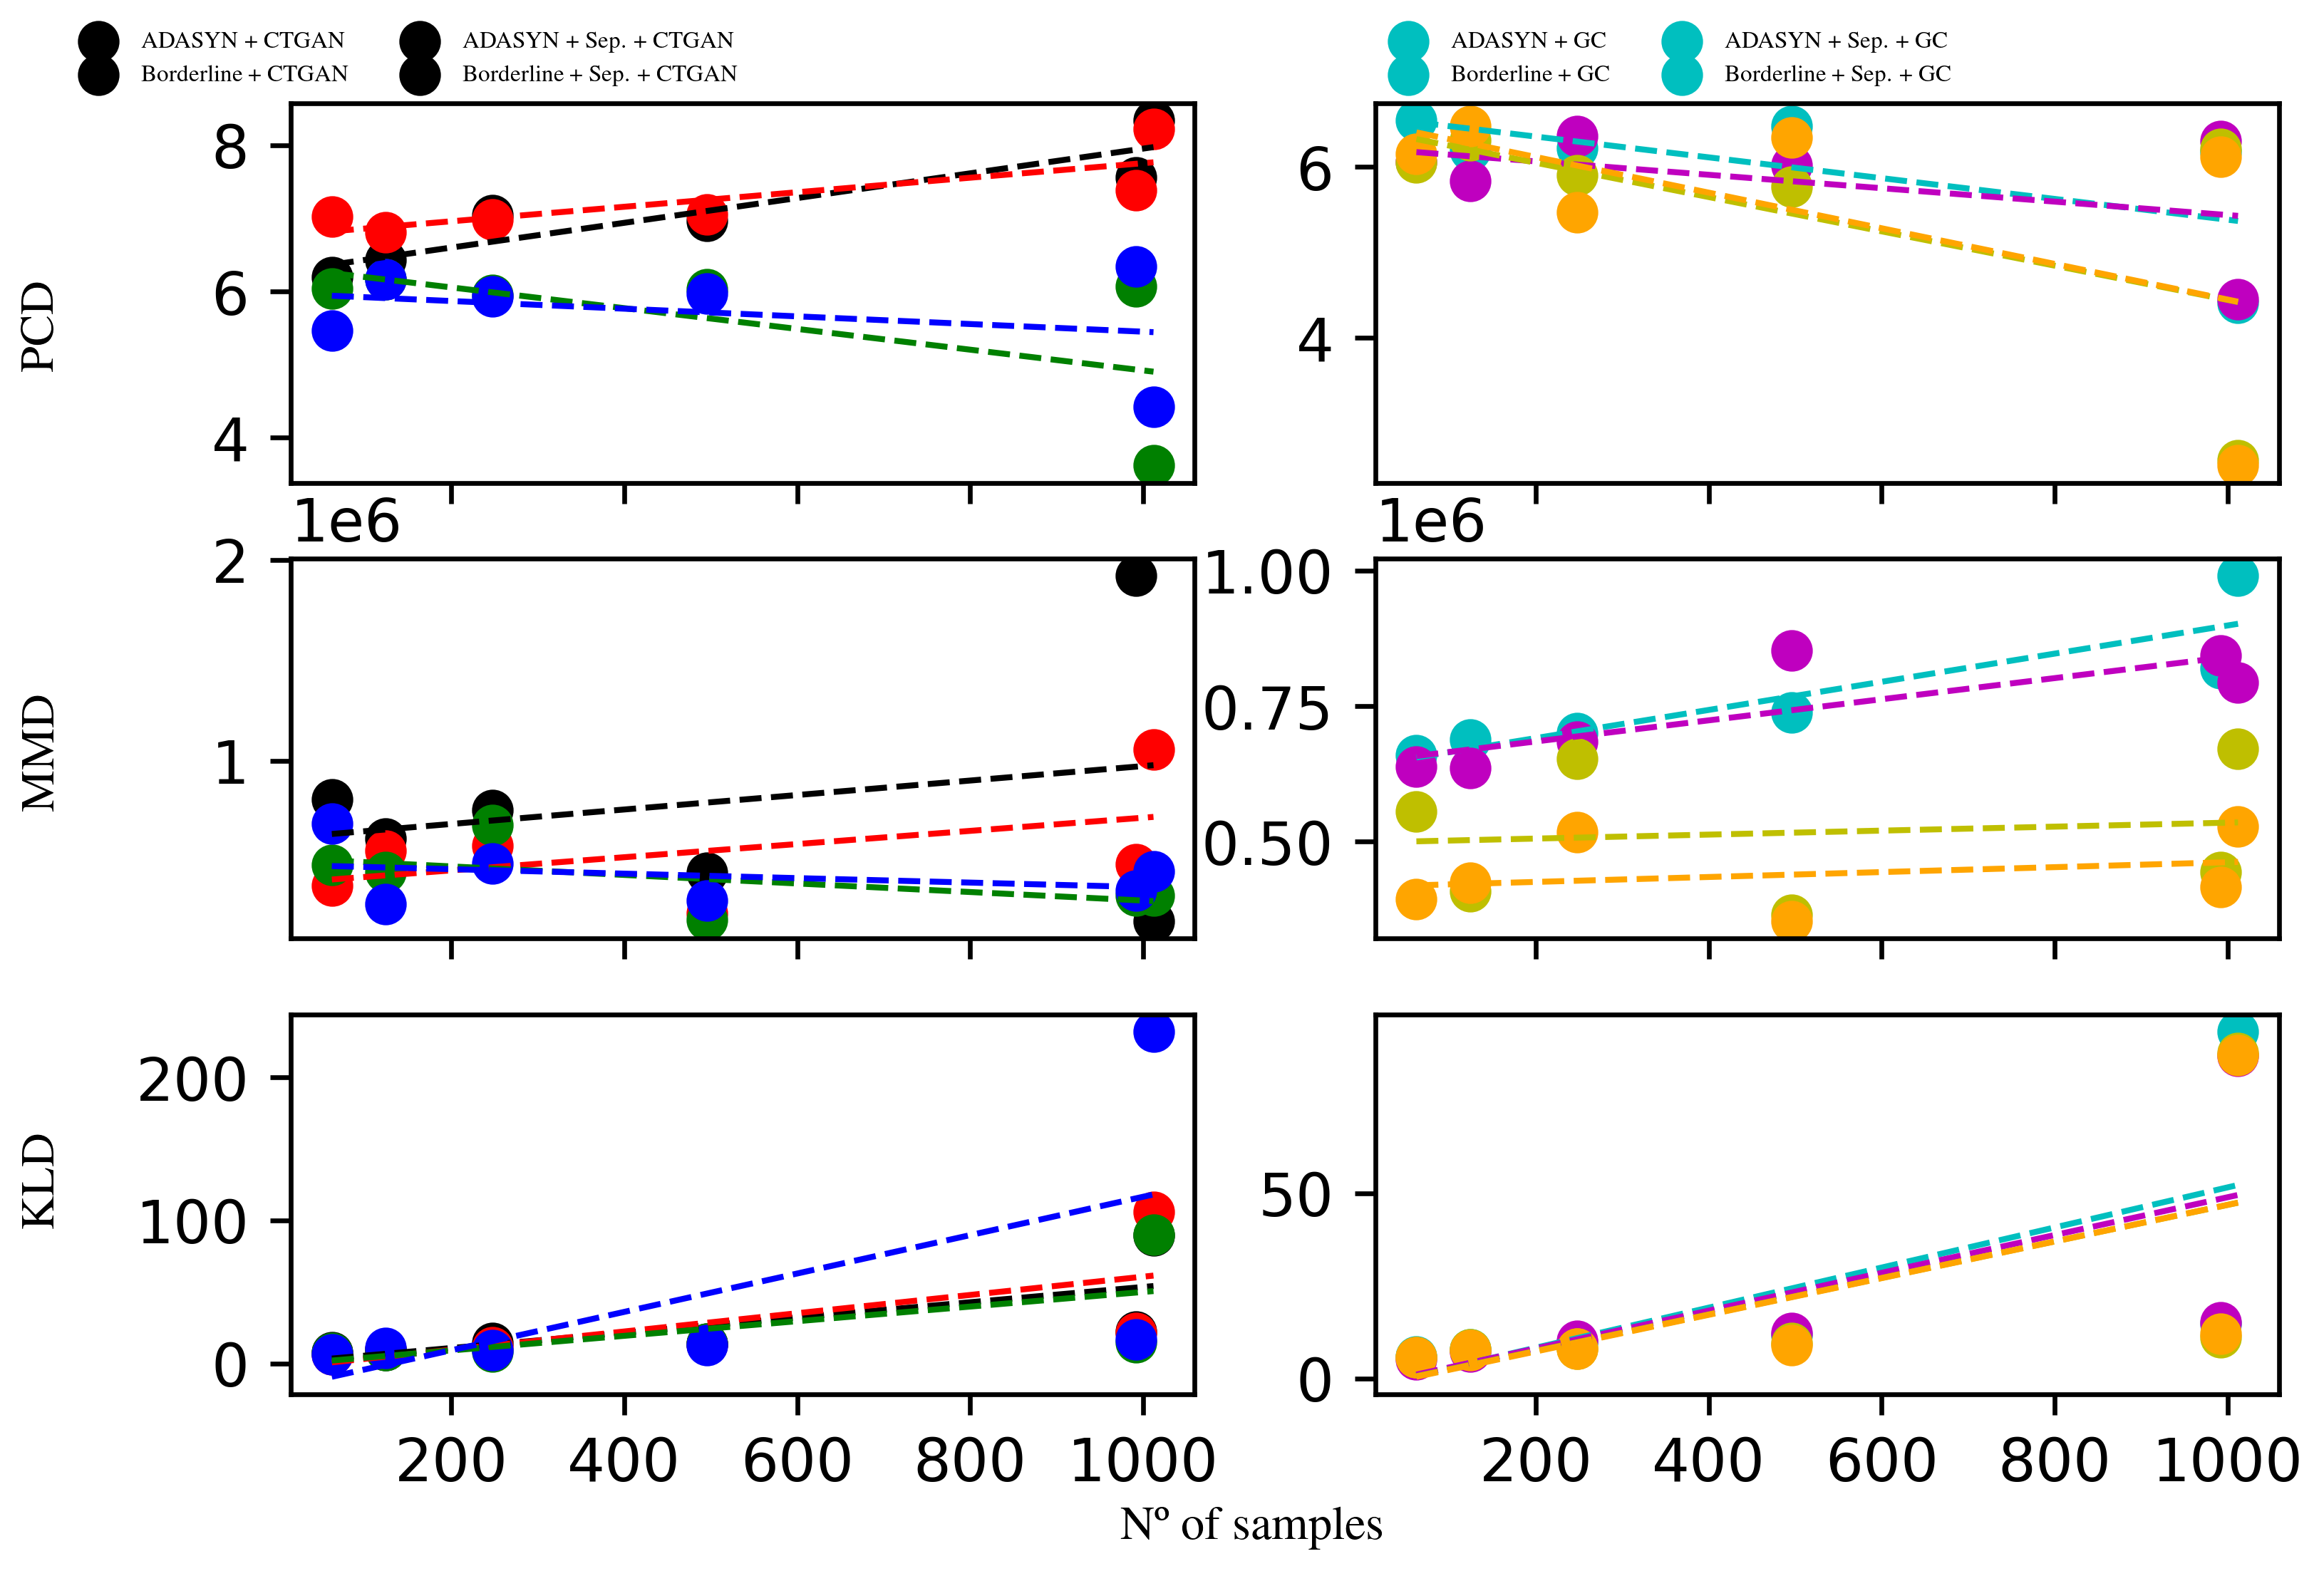 ADASYN + CTGAN ADASYN + Sep. + CTGAN
Borderline + CTGAN Borderline + Sep. + CTGAN
ADASYN + GC ADASYN + Sep. + GC
Borderline + GC Borderline + Sep. + GC
PCD
8
6
4
6
4
1e6
1e6
MMD
2
1
1.00
0.75
0.50
KLD
200
100
0
50
0
200 400 600 800 1000
200 400 600 800 1000
Nº of samples